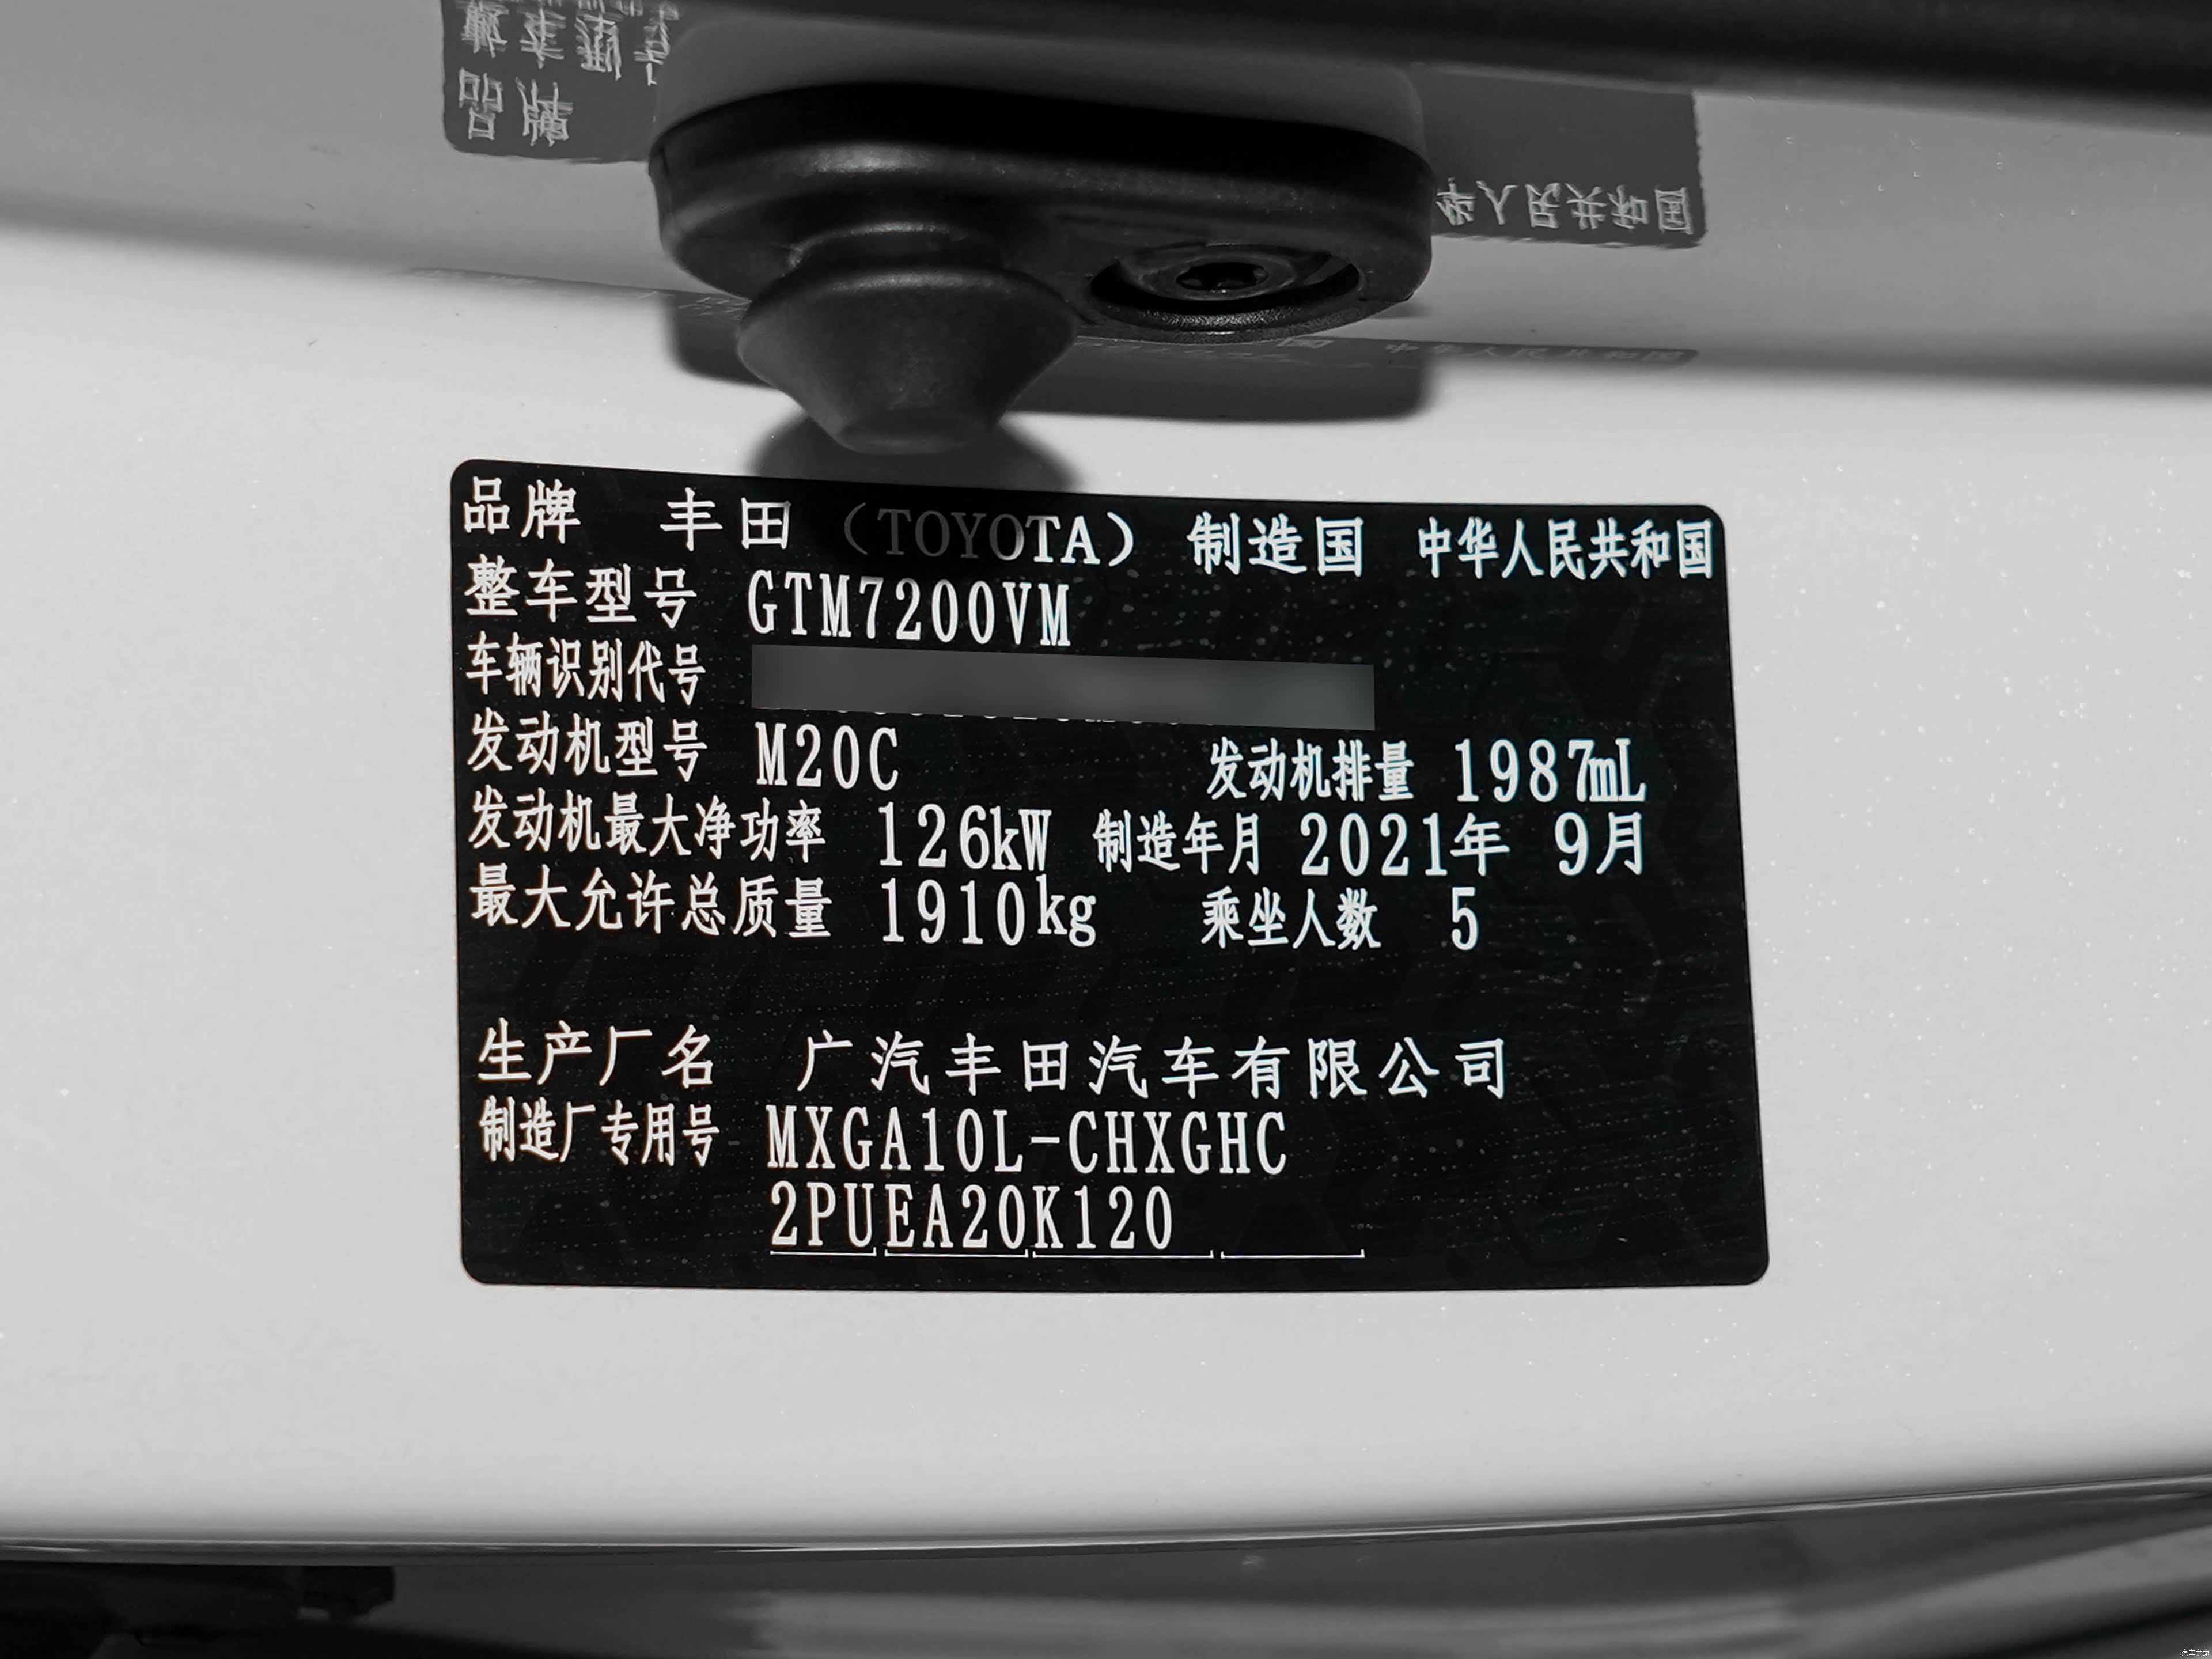 品牌 丰田（TOYOTA） 制造国 中华人民共和国
整车型号 GTM7200VM
车辆识别代号
发动机型号 M20C 发动机排量 1987mL
发动机最大净功率 126kW 制造年月 2021年 9月
最大允许总质量 1910kg 乘坐人数 5
生产厂名 广汽丰田汽车有限公司
制造厂专用号 MXGA10L-CHXGHC
2PUEA20K120
汽车之家